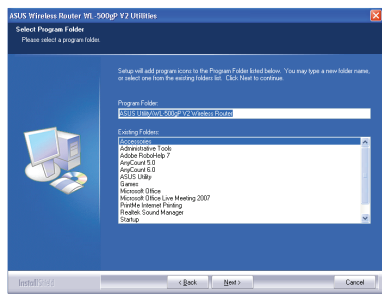 ASUS Wireless Router WL-500gP V2 Utilities
Select Program Folder
Please select a program folder.
Setup will add program icons to the Program Folder listed below. You may type a new folder name,
or select one from the existing folders list. Click Next to continue.
Program Folder:
ASUS Utility\WL-500gP V2 Wireless Router
Existing Folders:
Accessories
Administrative Tools
Adobe RoboHelp 7
AnyCount 5.0
AnyCount 6.0
ASUS Utility
Games
Microsoft Office
Microsoft Office Live Meeting 2007
PrintMe Internet Printing
Realtek Sound Manager
Startup
InstallShield
< Back
Next >
Cancel